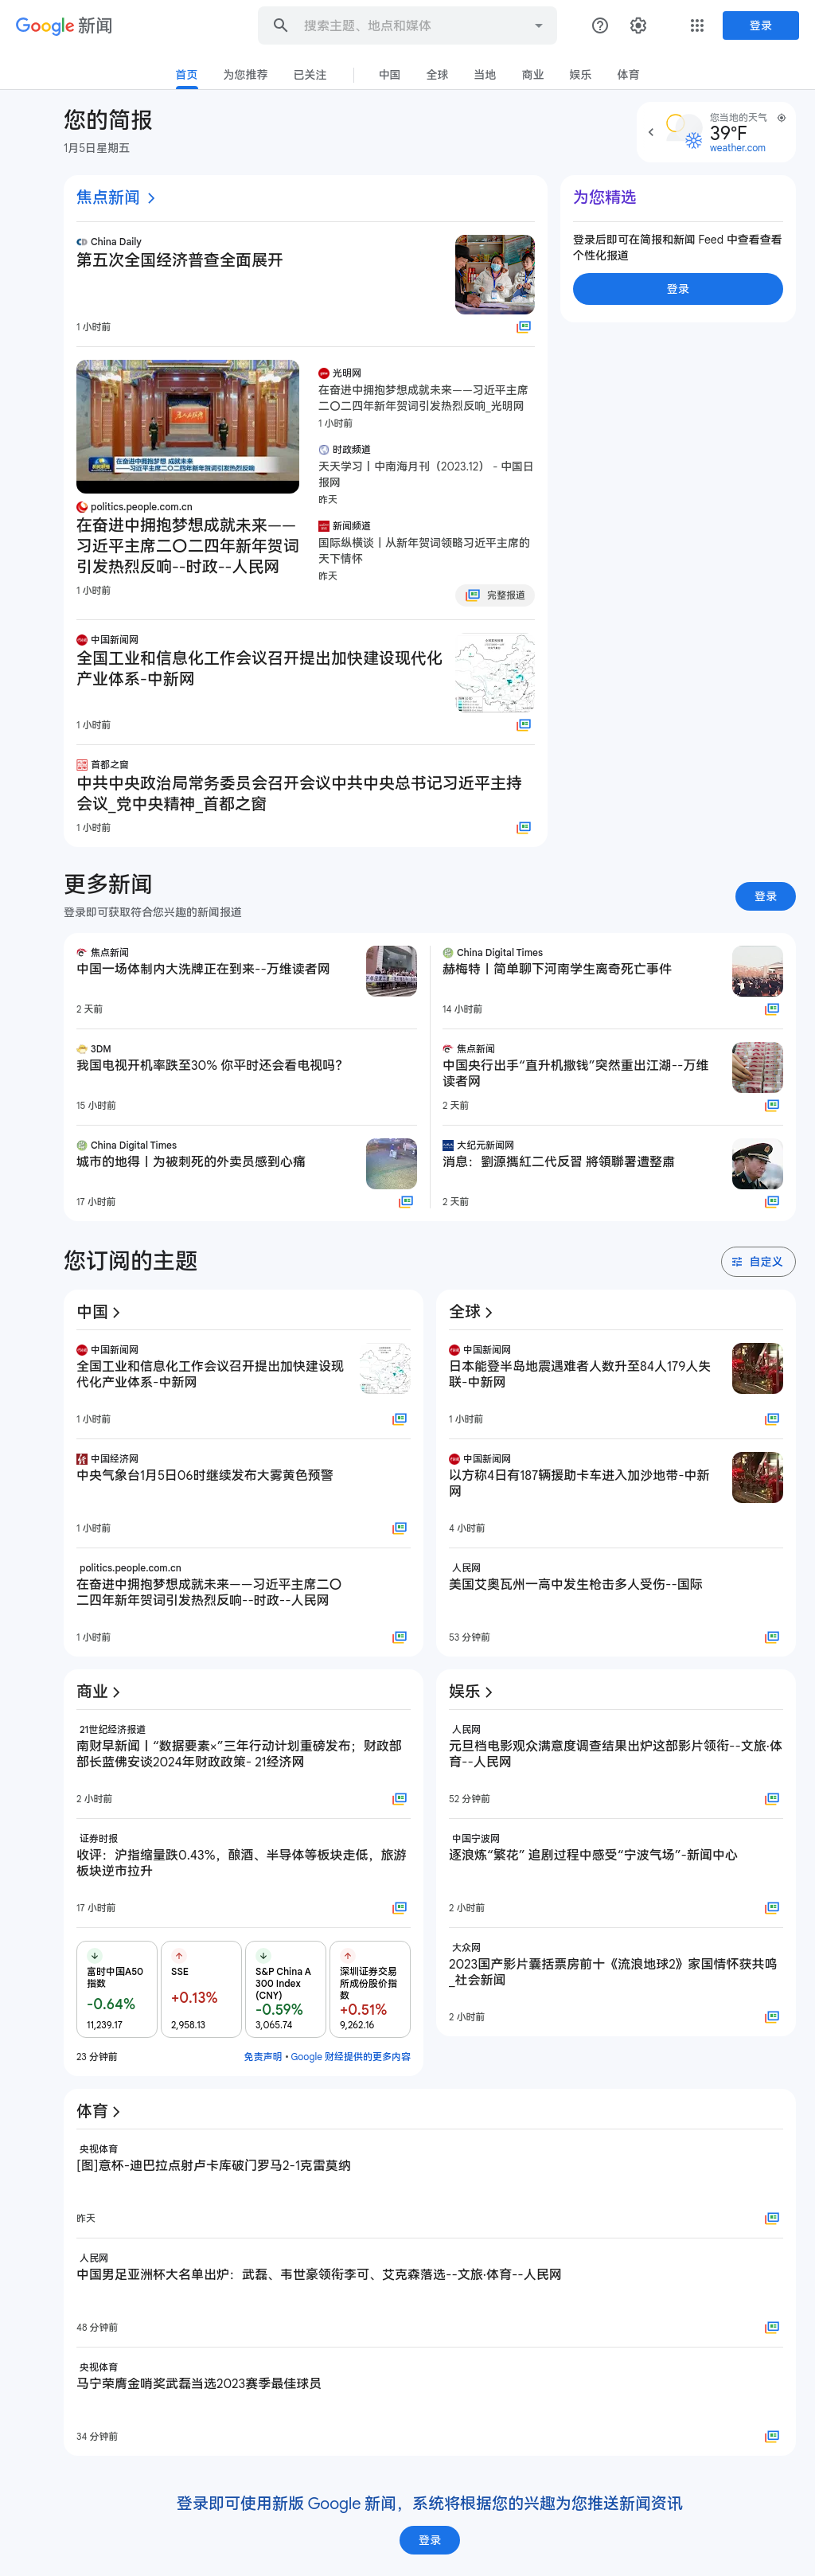 Google 新闻
搜索主题、地点和媒体
登录
首页
为您推荐
已关注
中国
全球
当地
商业
娱乐
体育
您的简报
1月5日星期五
您当地的天气
39°F
weather.com
焦点新闻
China Daily
第五次全国经济普查全面展开
1 小时前
在奋进中拥抱梦想 成就未来
——习近平主席二〇二四年新年贺词引发热烈反响
politics.people.com.cn
在奋进中拥抱梦想成就未来——
习近平主席二〇二四年新年贺词
引发热烈反响--时政--人民网
1 小时前
光明网
在奋进中拥抱梦想成就未来——习近平主席
二〇二四年新年贺词引发热烈反响_光明网
1 小时前
时政频道
天天学习丨中南海月刊（2023.12） - 中国日
报网
昨天
新闻频道
国际纵横谈丨从新年贺词领略习近平主席的
天下情怀
昨天
完整报道
中国新闻网
全国工业和信息化工作会议召开提出加快建设现代化
产业体系-中新网
1 小时前
首都之窗
中共中央政治局常务委员会召开会议中共中央总书记习近平主持
会议_党中央精神_首都之窗
1 小时前
为您精选
登录后即可在简报和新闻 Feed 中查看查看
个性化报道
登录
更多新闻
登录即可获取符合您兴趣的新闻报道
登录
焦点新闻
中国一场体制内大洗牌正在到来--万维读者网
2 天前
3DM
我国电视开机率跌至30% 你平时还会看电视吗？
15 小时前
China Digital Times
城市的地得丨为被刺死的外卖员感到心痛
17 小时前
China Digital Times
赫梅特丨简单聊下河南学生离奇死亡事件
14 小时前
焦点新闻
中国央行出手“直升机撒钱”突然重出江湖--万维
读者网
2 天前
大纪元新闻网
消息：劉源攜紅二代反習 將領聯署遭整肅
2 天前
您订阅的主题
自定义
中国
中国新闻网
全国工业和信息化工作会议召开提出加快建设现
代化产业体系-中新网
1 小时前
中国经济网
中央气象台1月5日06时继续发布大雾黄色预警
1 小时前
politics.people.com.cn
在奋进中拥抱梦想成就未来——习近平主席二〇
二四年新年贺词引发热烈反响--时政--人民网
1 小时前
全球
中国新闻网
日本能登半岛地震遇难者人数升至84人179人失
联-中新网
1 小时前
中国新闻网
以方称4日有187辆援助卡车进入加沙地带-中新
网
4 小时前
人民网
美国艾奥瓦州一高中发生枪击多人受伤--国际
53 分钟前
商业
21世纪经济报道
南财早新闻丨“数据要素×”三年行动计划重磅发布；财政部
部长蓝佛安谈2024年财政政策- 21经济网
2 小时前
证券时报
收评：沪指缩量跌0.43%，酿酒、半导体等板块走低，旅游
板块逆市拉升
17 小时前
富时中国A50
指数
-0.64%
11,239.17
SSE
+0.13%
2,958.13
S&P China A
300 Index
(CNY)
-0.59%
3,065.74
深圳证券交易
所成份股价指
数
+0.51%
9,262.16
23 分钟前
免责声明 • Google 财经提供的更多内容
娱乐
人民网
元旦档电影观众满意度调查结果出炉这部影片领衔--文旅·体
育--人民网
52 分钟前
中国宁波网
逐浪炼“繁花” 追剧过程中感受“宁波气场”-新闻中心
2 小时前
大众网
2023国产影片囊括票房前十《流浪地球2》家国情怀获共鸣
_社会新闻
2 小时前
体育
央视体育
[图]意杯-迪巴拉点射卢卡库破门罗马2-1克雷莫纳
昨天
人民网
中国男足亚洲杯大名单出炉：武磊、韦世豪领衔李可、艾克森落选--文旅·体育--人民网
48 分钟前
央视体育
马宁荣膺金哨奖武磊当选2023赛季最佳球员
34 分钟前
登录即可使用新版 Google 新闻，系统将根据您的兴趣为您推送新闻资讯
登录